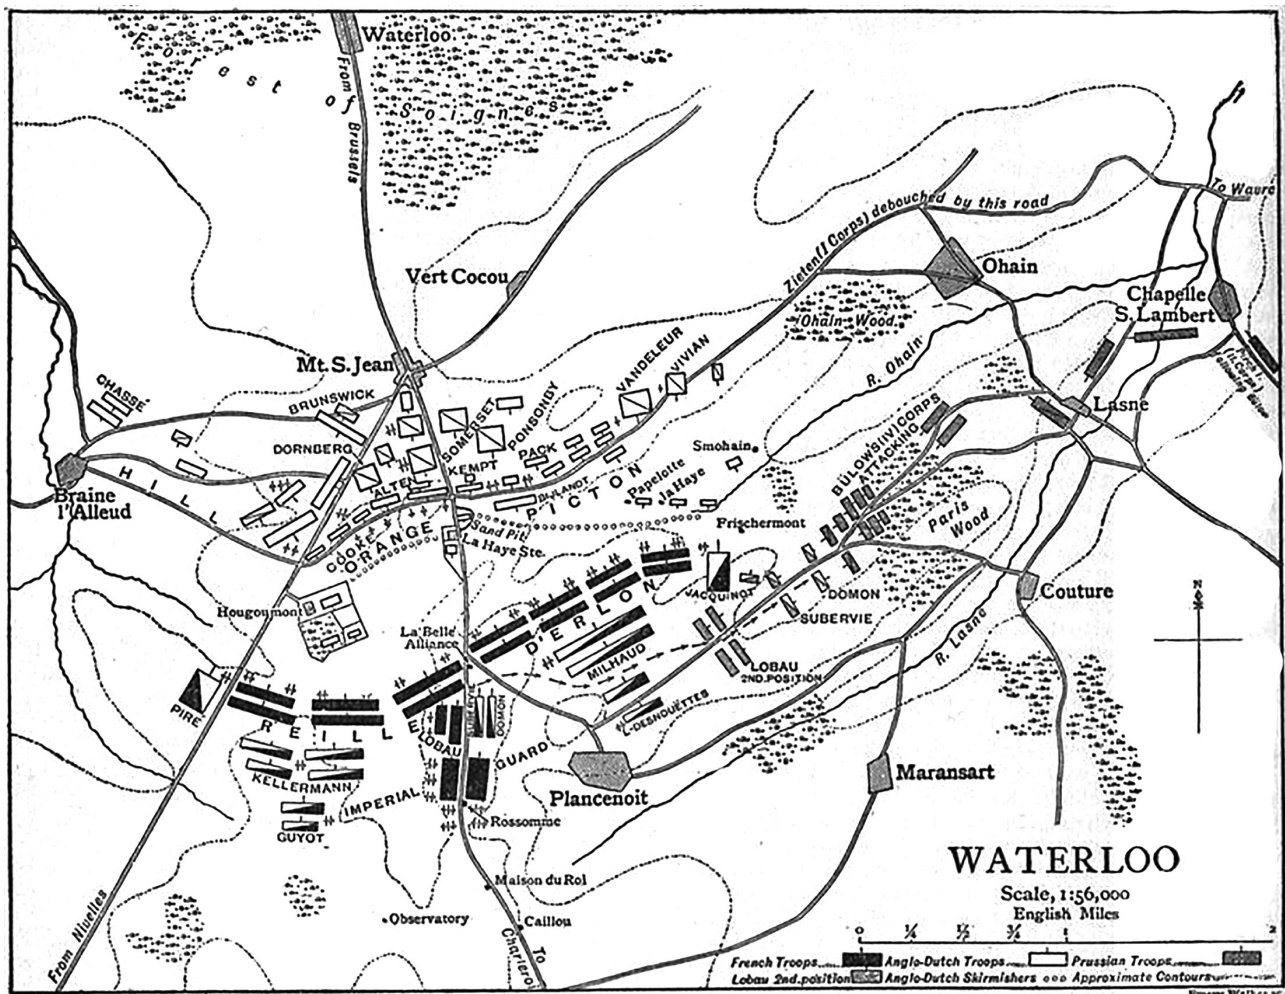 Waterloo
Forest of Soignes
From Brussels
To Wavre
Zieten (I Corps) debouched by this road
Ohain
Vert Cocou
Chapelle
S. Lambert
Ohain Wood
R. Ohain
Mt. S. Jean
VANDELEUR
VIVIAN
CHASSÉ
BRUNSWICK
SOMERSET
PONSONBY
Lasne
BÜLOW'S (IV) CORPS
ATTACKING
DORNBERG
PACK
Smohain
KEMPT
HILL
Braine
l'Alleud
ALTEN
BIJLANDT
PICTON
Papelotte
la Haye
COOKE
ORANGE
Sand Pit
La Haye Ste.
Frischermont
Paris
Wood
Hougoumont
JACQUINOT
DOMON
Couture
SUBERVIE
La Belle
Alliance
D'ERLON
MILHAUD
LOBAU
2ND. POSITION
R. Lasne
PIRÉ
REILLE
LOBAU
DOMON
L-DESNOUETTES
KELLERMANN
IMPERIAL GUARD
Plancenoit
Maransart
GUYOT
Rossomme
Maison du Roi
Observatory
Caillou
From Nivelles
To
Charleroi
WATERLOO
Scale, 1:56,000
English Miles
0 ¼ ½ ¾ 1 2
French Troops Anglo-Dutch Troops Prussian Troops
Lobau 2nd. position Anglo-Dutch Skirmishers Approximate Contours